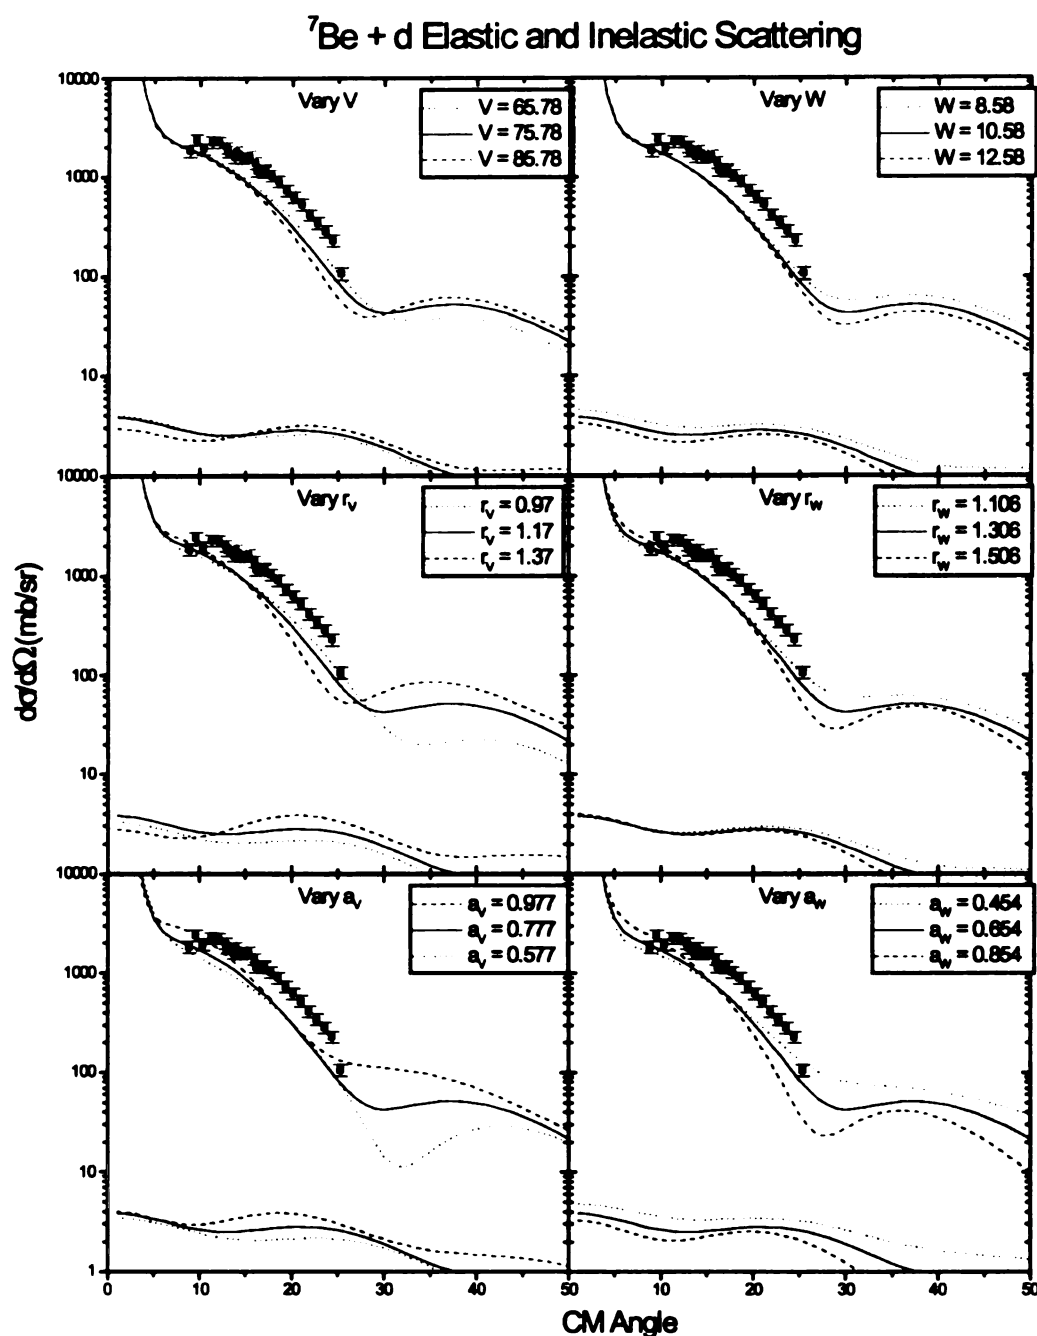 ⁷Be + d Elastic and Inelastic Scattering
10000
1000
100
10
Vary V
V = 65.78
V = 75.78
V = 85.78
Vary W
W = 8.58
W = 10.58
W = 12.58
10000
1000
100
10
Vary r_v
r_v = 0.97
r_v = 1.17
r_v = 1.37
Vary r_w
r_w = 1.106
r_w = 1.306
r_w = 1.506
dσ/dΩ(mb/sr)
10000
1000
100
10
1
Vary a_v
a_v = 0.977
a_v = 0.777
a_v = 0.577
Vary a_w
a_w = 0.454
a_w = 0.654
a_w = 0.854
0 10 20 30 40 50 10 20 30 40 50
CM Angle